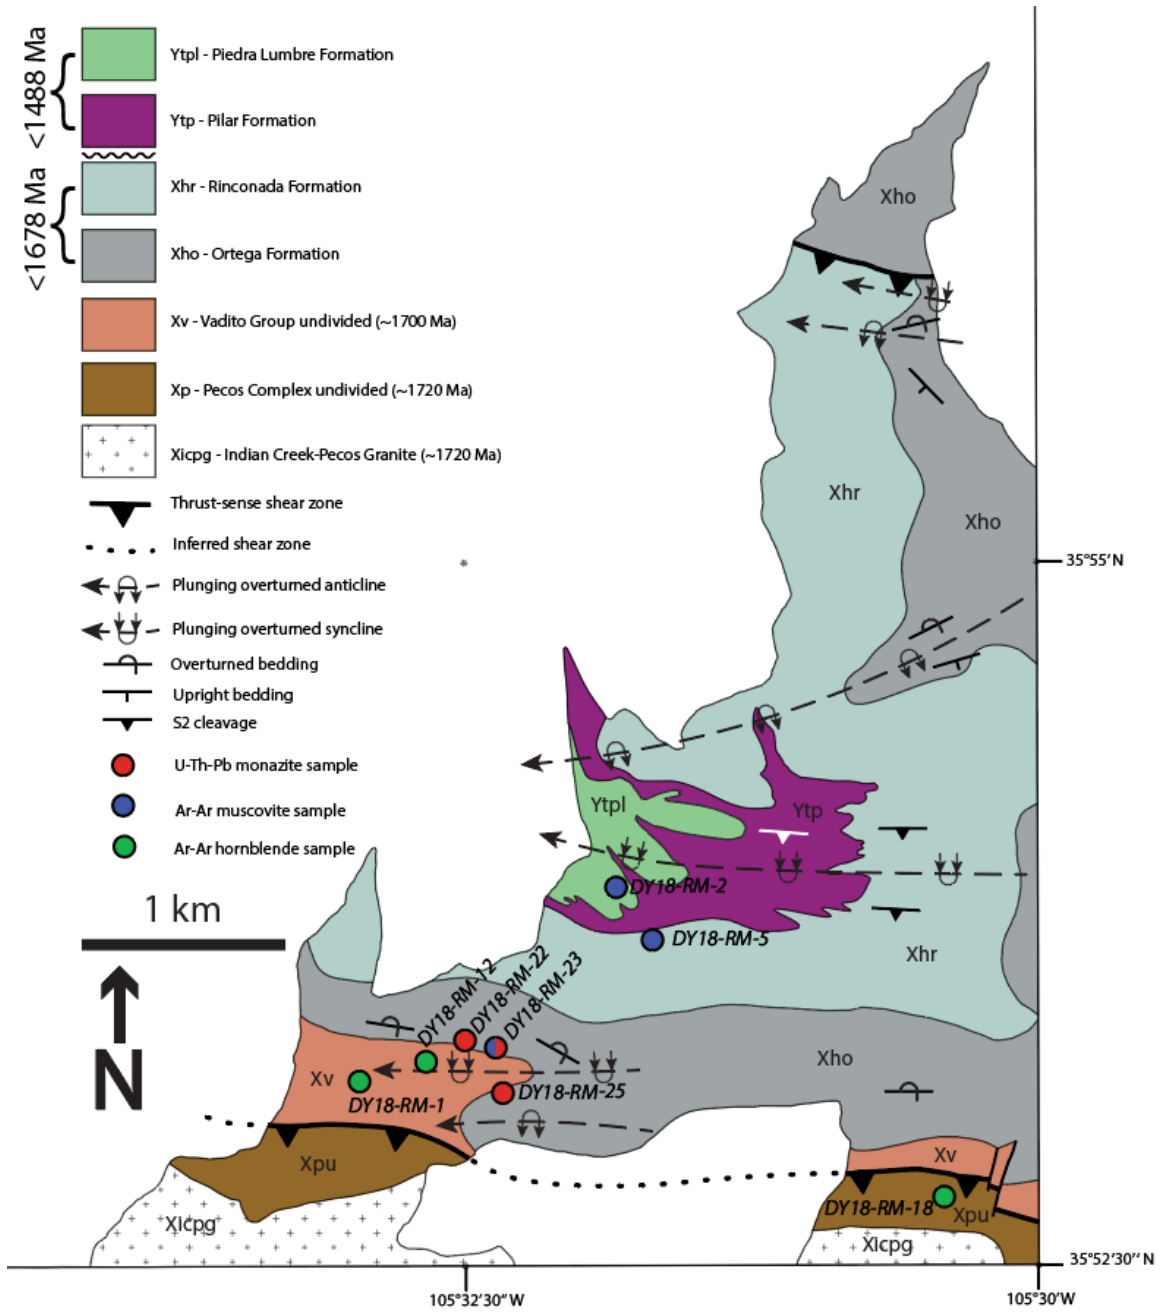 <1488 Ma
Ytpl - Piedra Lumbre Formation
Ytp - Pilar Formation
<1678 Ma
Xhr - Rinconada Formation
Xho - Ortega Formation
Xv - Vadito Group undivided (~1700 Ma)
Xp - Pecos Complex undivided (~1720 Ma)
Xicpg - Indian Creek-Pecos Granite (~1720 Ma)
Thrust-sense shear zone
Inferred shear zone
Plunging overturned anticline
Plunging overturned syncline
Overturned bedding
Upright bedding
S2 cleavage
U-Th-Pb monazite sample
Ar-Ar muscovite sample
Ar-Ar hornblende sample
1 km
N
Xho
Xhr
Xho
35°55'N
Ytpl
Ytp
DY18-RM-2
DY18-RM-5
Xhr
DY18-RM-12
DY18-RM-22
DY18-RM-23
Xho
Xv
DY18-RM-1
DY18-RM-25
Xpu
Xv
DY18-RM-18
Xpu
Xicpg
Xicpg
35°52'30'' N
105°32'30''W
105°30'W